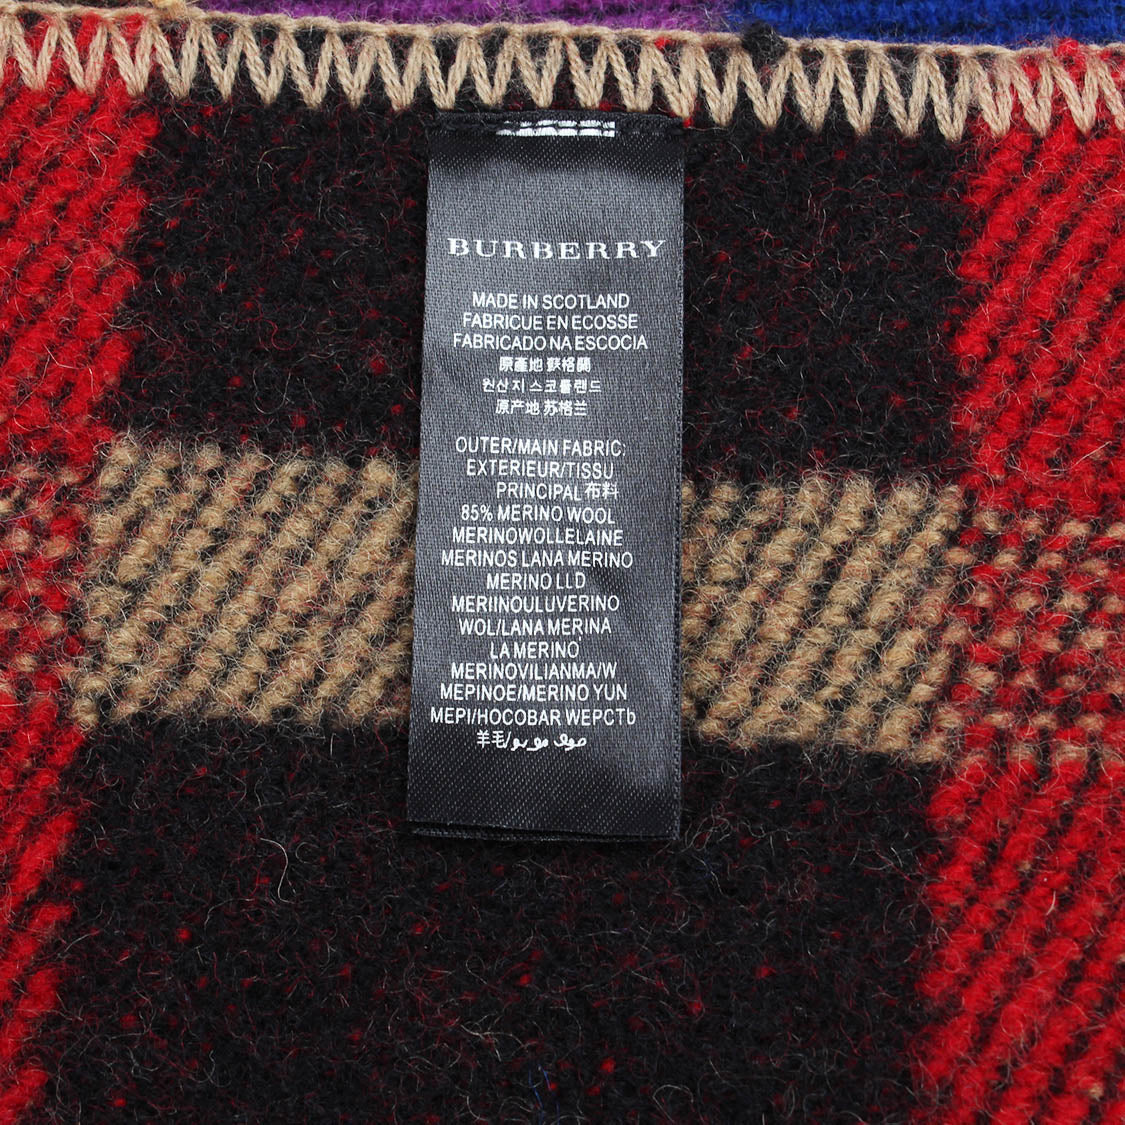 BURBERRY
MADE IN SCOTLAND
FABRICUE EN ECOSSE
FABRICADO NA ESCOCIA
原產地 蘇格蘭
원산지 스코틀랜드
原产地 苏格兰
OUTER/MAIN FABRIC:
EXTERIEUR/TISSU
PRINCIPAL 布料
85% MERINO WOOL
MERINOWOLLELAINE
MERINOS LANA MERINO
MERINO LLD
MERIINOULUVERINO
WOL/LANA MERINA
LA MERINO
MERINOVILIANMA/W
MEPINOE/MERINO YUN
MEPI/HOCOBAR WEPCTb
羊毛/